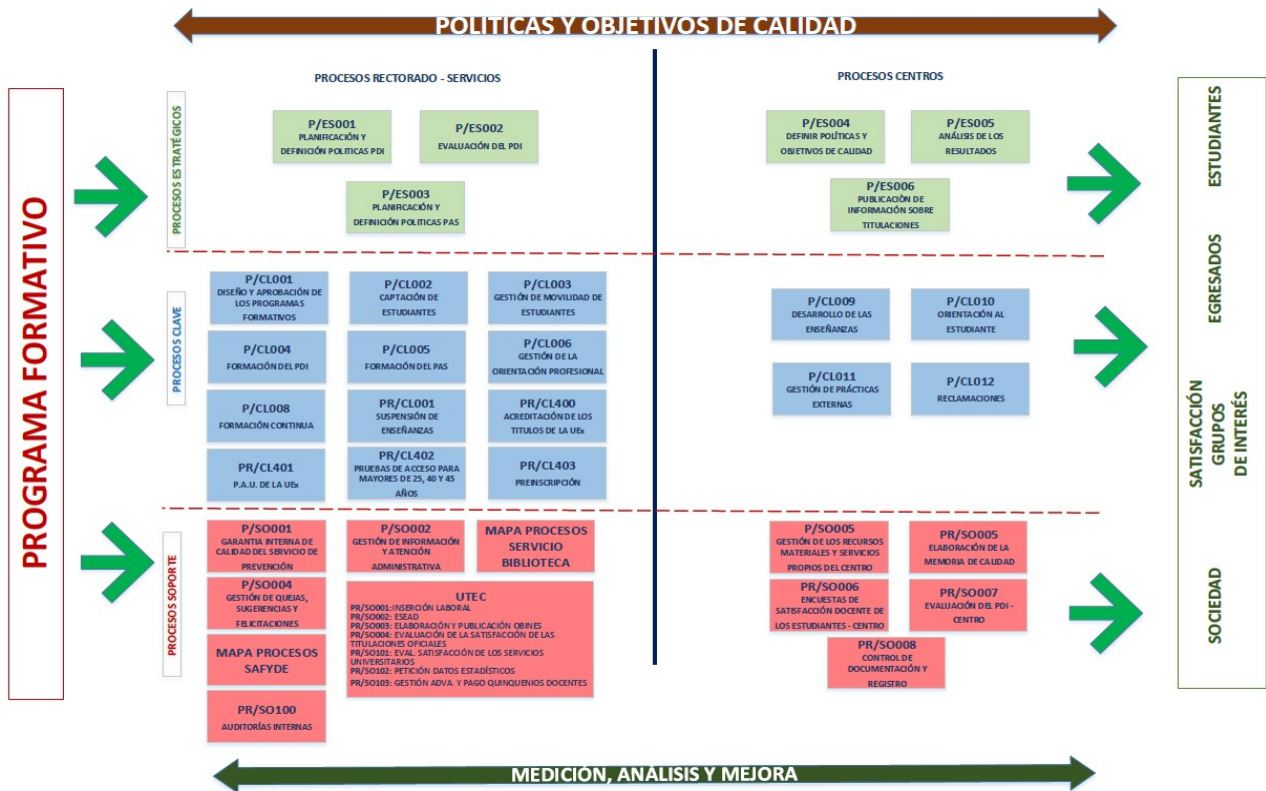 POLITICAS Y OBJETIVOS DE CALIDAD
PROCESOS RECTORADO - SERVICIOS
PROCESOS CENTROS
PROGRAMA FORMATIVO
PROCESOS ESTRATÉGICOS
P/ES001
PLANIFICACIÓN Y
DEFINICIÓN POLITICAS PDI
P/ES002
EVALUACIÓN DEL PDI
P/ES003
PLANIFICACIÓN Y
DEFINICIÓN POLITICAS PAS
P/ES004
DEFINIR POLÍTICAS Y
OBJETIVOS DE CALIDAD
P/ES005
ANÁLISIS DE LOS
RESULTADOS
P/ES006
PUBLICACIÒN DE
INFORMACIÓN SOBRE
TITULACIONES
PROCESOS CLAVE
P/CL001
DISEÑO Y APROBACIÓN DE
LOS PROGRAMAS
FORMATIVOS
P/CL002
CAPTACIÓN DE
ESTUDIANTES
P/CL003
GESTIÓN DE MOVILIDAD DE
ESTUDIANTES
P/CL004
FORMACIÓN DEL PDI
P/CL005
FORMACIÓN DEL PAS
P/CL006
GESTIÓN DE LA
ORIENTACIÓN PROFESIONAL
P/CL008
FORMACIÓN CONTINUA
PR/CL001
SUSPENSIÓN DE
ENSEÑANZAS
PR/CL400
ACREDITACIÓN DE LOS
TITULOS DE LA UEx
PR/CL401
P.A.U. DE LA UEx
PR/CL402
PRUEBAS DE ACCESO PARA
MAYORES DE 25, 40 Y 45
AÑOS
PR/CL403
PREINSCRIPCIÓN
P/CL009
DESARROLLO DE LAS
ENSEÑANZAS
P/CL010
ORIENTACIÓN AL
ESTUDIANTE
P/CL011
GESTIÓN DE PRÁCTICAS
EXTERNAS
P/CL012
RECLAMACIONES
PROCESOS SOPORTE
P/SO001
GARANTIA INTERNA DE
CALIDAD DEL SERVICIO DE
PREVENCIÓN
P/SO002
GESTIÓN DE INFORMACIÓN
Y ATENCIÓN
ADMINISTRATIVA
MAPA PROCESOS
SERVICIO
BIBLIOTECA
P/SO004
GESTIÓN DE QUEJAS,
SUGERENCIAS Y
FELICITACIONES
MAPA PROCESOS
SAFYDE
PR/SO100
AUDITORÍAS INTERNAS
UTEC
PR/SO001: INSERCIÓN LABORAL
PR/SO002: ESEAD
PR/SO003: ELABORACIÓN Y PUBLICACIÓN OBINES
PR/SO004: EVALUACIÓN DE LA SATISFACCIÓN DE LAS
TITULACIONES OFICIALES
PR/SO101: EVAL. SATISFACCIÓN DE LOS SERVICIOS
UNIVERSITARIOS
PR/SO102: PETICIÓN DATOS ESTADÍSTICOS
PR/SO103: GESTIÓN ADVA. Y PAGO QUINQUENIOS DOCENTES
P/SO005
GESTIÓN DE LOS RECURSOS
MATERIALES Y SERVICIOS
PROPIOS DEL CENTRO
PR/SO005
ELABORACIÓN DE LA
MEMORIA DE CALIDAD
PR/SO006
ENCUESTAS DE
SATISFACCIÓN DOCENTE DE
LOS ESTUDIANTES - CENTRO
PR/SO007
EVALUACIÓN DEL PDI -
CENTRO
PR/SO008
CONTROL DE
DOCUMENTACIÓN Y
REGISTRO
ESTUDIANTES
EGRESADOS
SATISFACCIÓN
GRUPOS
DE INTERÉS
SOCIEDAD
MEDICIÓN, ANÁLISIS Y MEJORA